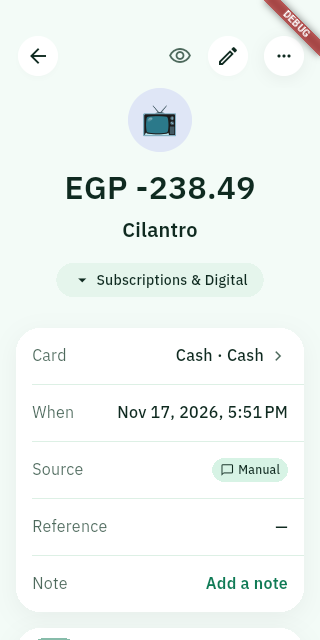 DEBUG
EGP -238.49
Cilantro
Subscriptions & Digital
Card Cash · Cash
When Nov 17, 2026, 5:51 PM
Source Manual
Reference —
Note Add a note